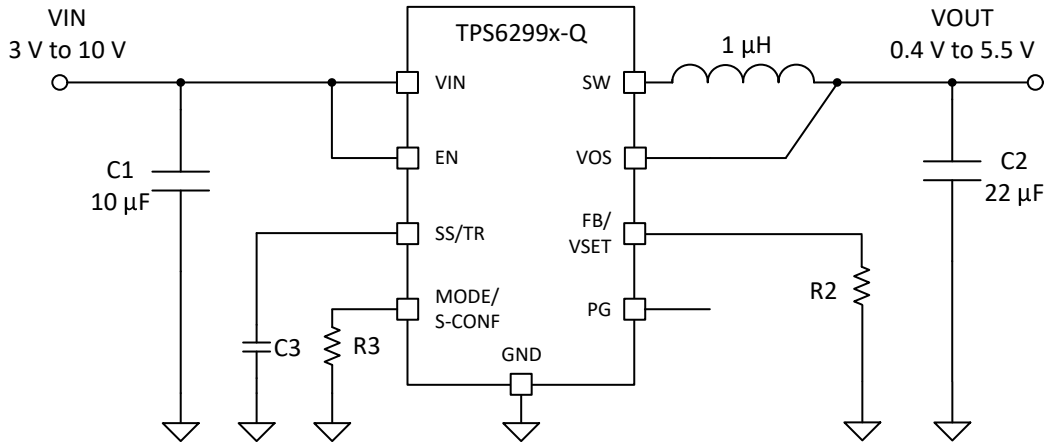 VIN
3 V to 10 V
TPS6299x-Q
1 µH
VOUT
0.4 V to 5.5 V
VIN
SW
EN
VOS
C1
10 µF
C2
22 µF
SS/TR
FB/
VSET
R2
MODE/
S-CONF
PG
C3
R3
GND